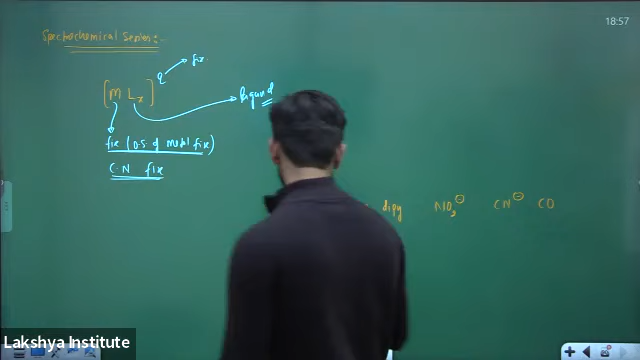 18:57
Spectrochemical Series:-
[M Lx] q → fix
ligand
fix (O.S. of metal fix)
C.N fix
dipy NO₂⊖ CN⊖ CO
Lakshya Institute